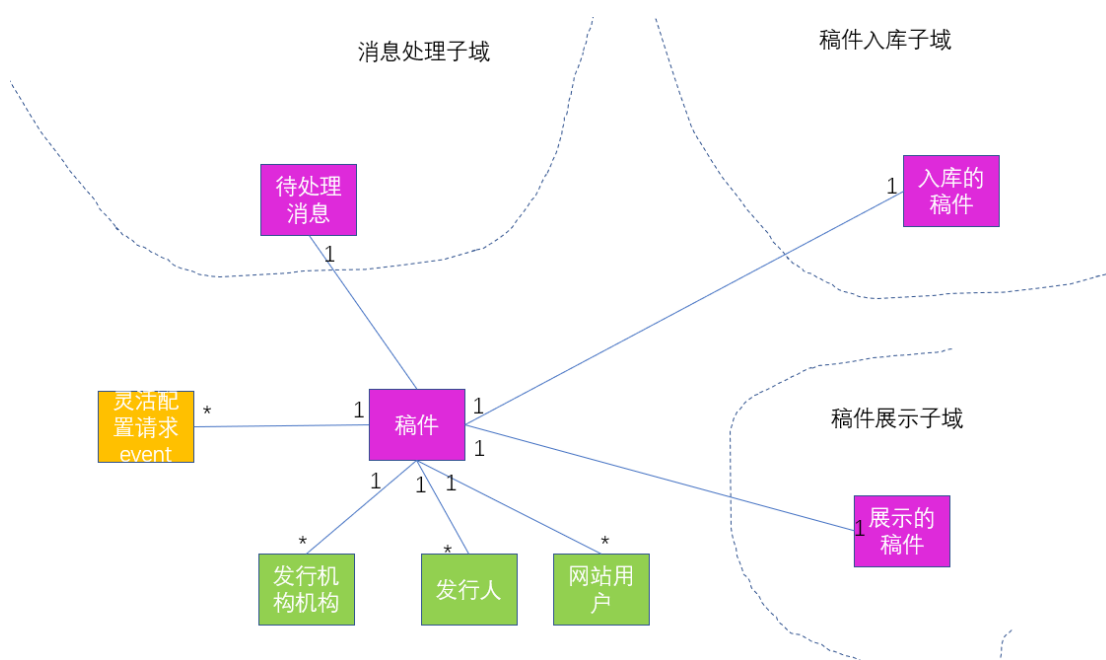 消息处理子域
稿件入库子域
待处理
消息
1
入库的
稿件
1
灵活配
置请求
event
*
1
稿件
1
1
稿件展示子域
1
1
1
1
展示的
稿件
*
*
*
发行机
构机构
发行人
网站用
户